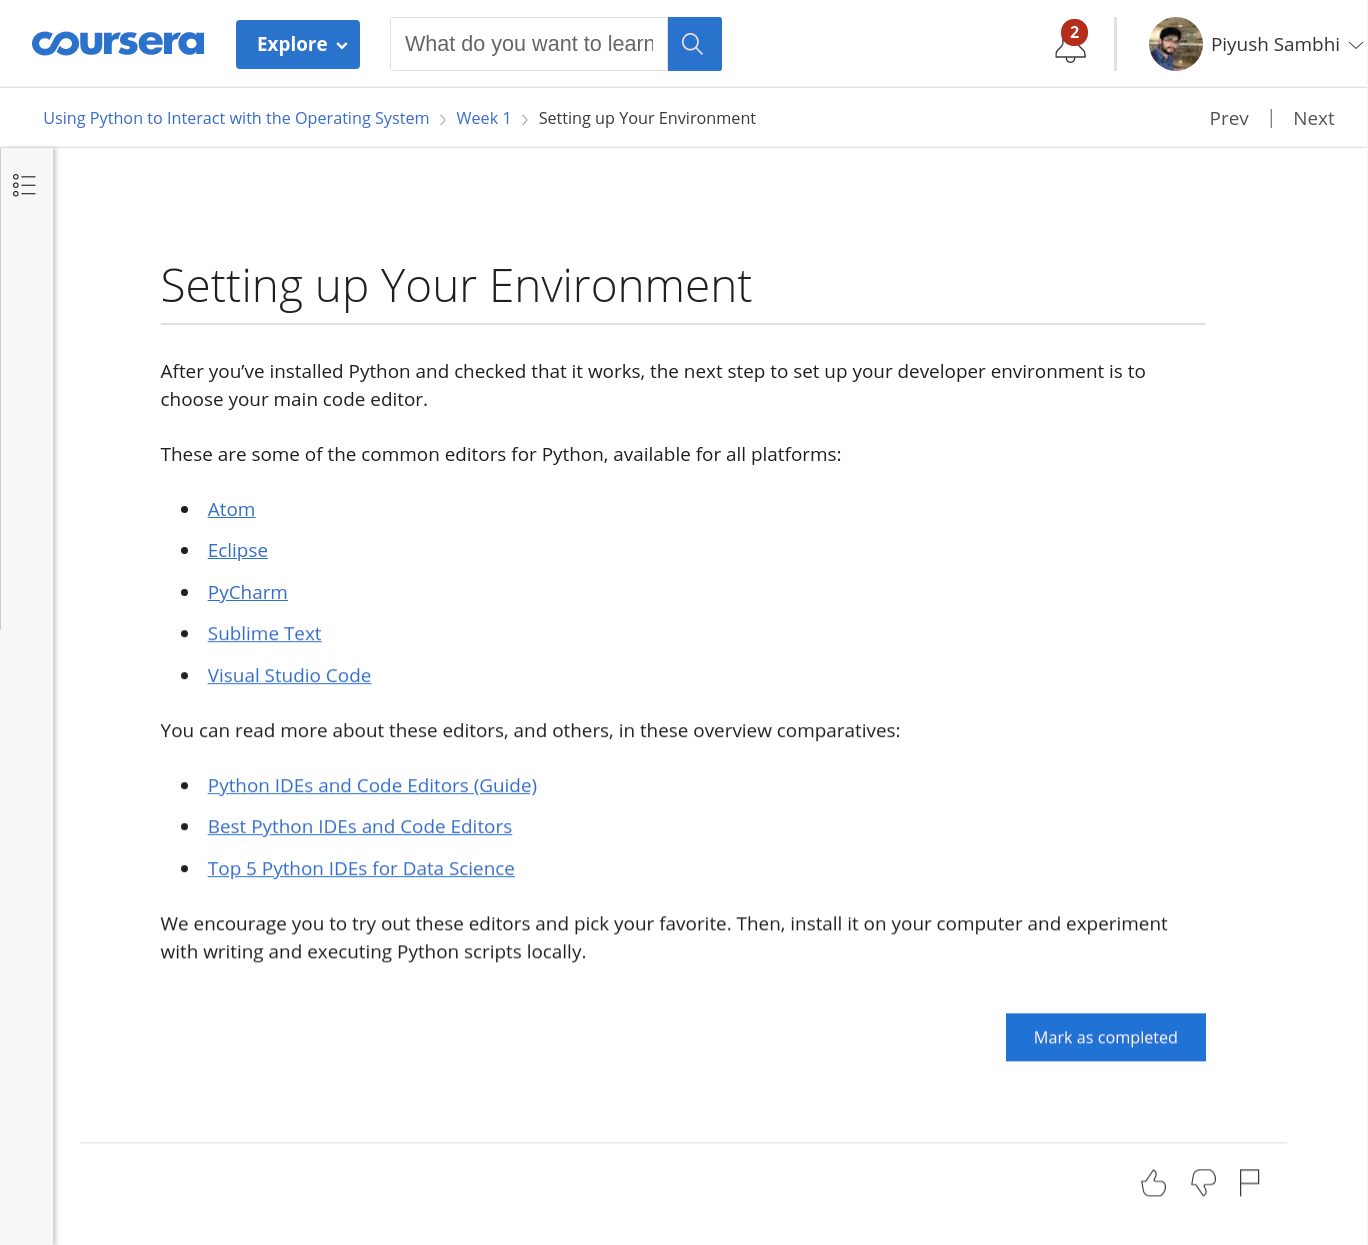 coursera
Explore
What do you want to learn
2
Piyush Sambhi
Using Python to Interact with the Operating System
Week 1
Setting up Your Environment
Prev
Next
Setting up Your Environment
After you’ve installed Python and checked that it works, the next step to set up your developer environment is to
choose your main code editor.
These are some of the common editors for Python, available for all platforms:
Atom
Eclipse
PyCharm
Sublime Text
Visual Studio Code
You can read more about these editors, and others, in these overview comparatives:
Python IDEs and Code Editors (Guide)
Best Python IDEs and Code Editors
Top 5 Python IDEs for Data Science
We encourage you to try out these editors and pick your favorite. Then, install it on your computer and experiment
with writing and executing Python scripts locally.
Mark as completed